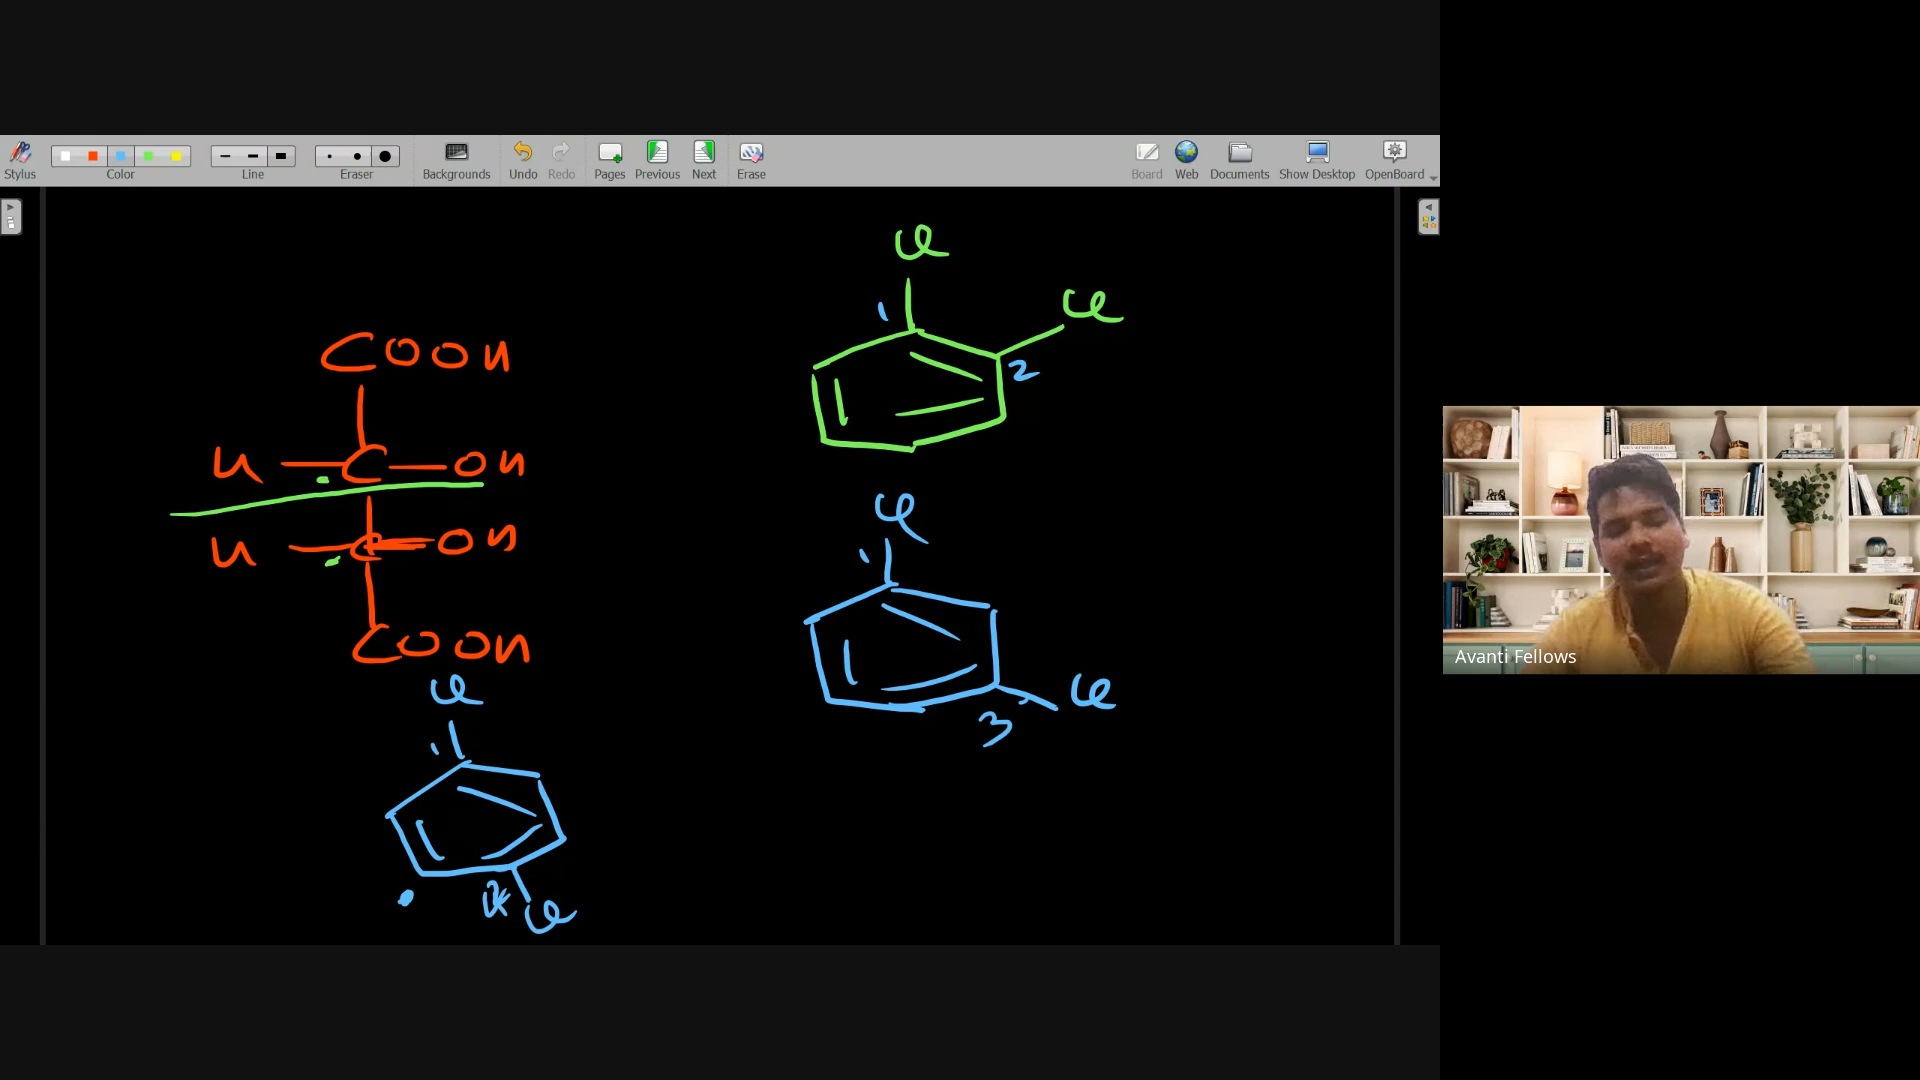 Stylus Color Line Eraser Backgrounds Undo Redo Pages Previous Next Erase Board Web Documents Show Desktop OpenBoard
COOH
H C OH
H C OH
COOH
Cl
1
Cl
2
Cl
1
Cl
3
Cl
1
Cl
Avanti Fellows